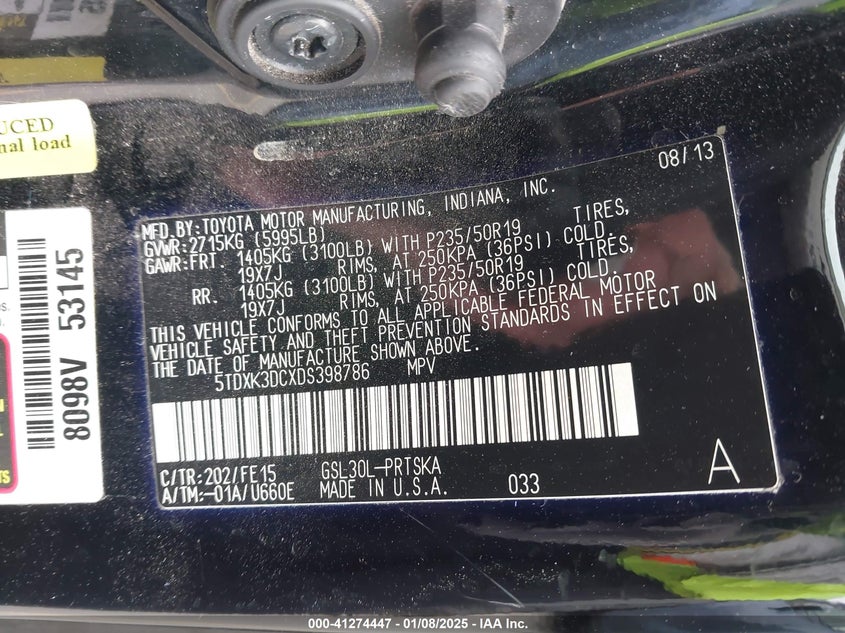 UCED
nal load
53145
8098V
TS
08/13
MFD.BY:TOYOTA MOTOR MANUFACTURING, INDIANA, INC.
GVWR:2715KG (5995LB)
GAWR:FRT. 1405KG (3100LB) WITH P235/50R19 TIRES,
19X7J RIMS, AT 250KPA (36PSI) COLD.
RR. 1405KG (3100LB) WITH P235/50R19 TIRES,
19X7J RIMS, AT 250KPA (36PSI) COLD.
THIS VEHICLE CONFORMS TO ALL APPLICABLE FEDERAL MOTOR
VEHICLE SAFETY AND THEFT PREVENTION STANDARDS IN EFFECT ON
THE DATE OF MANUFACTURE SHOWN ABOVE.
5TDXK3DCXDS398786 MPV
C/TR:202/FE15 GSL30L-PRTSKA
A/TM:-01A/U660E MADE IN U.S.A. 033 A
000-41274447 - 01/08/2025 - IAA Inc.